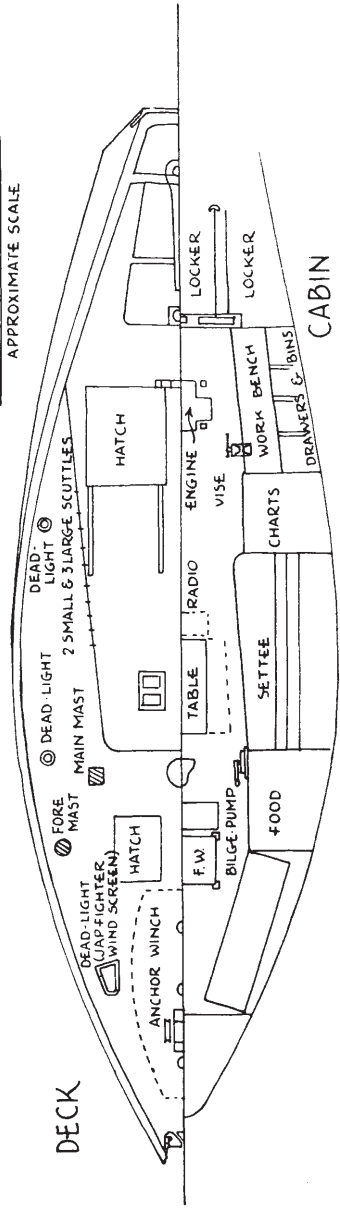 APPROXIMATE SCALE
DECK
DEAD-LIGHT
(JAP-FIGHTER
WIND SCREEN)
FORE
MAST
DEAD-LIGHT
MAIN MAST
DEAD-
LIGHT
2 SMALL & 3 LARGE SCUTTLES
HATCH
HATCH
ANCHOR WINCH
F.W.
BILGE-PUMP
TABLE
RADIO
ENGINE
VISE
LOCKER
LOCKER
FOOD
SETTEE
CHARTS
WORK BENCH
DRAWERS & BINS
CABIN